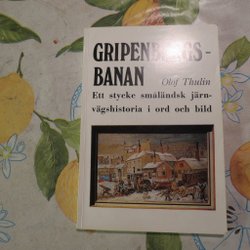 GRIPENBERGS-
BANAN
Olof Thulin
Ett stycke småländsk järn-
vägshistoria i ord och bild